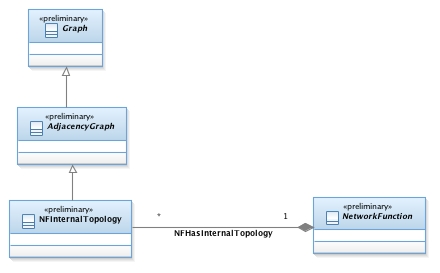 «preliminary»
Graph
«preliminary»
AdjacencyGraph
«preliminary»
NFInternalTopology
*
1
NFHasInternalTopology
«preliminary»
NetworkFunction